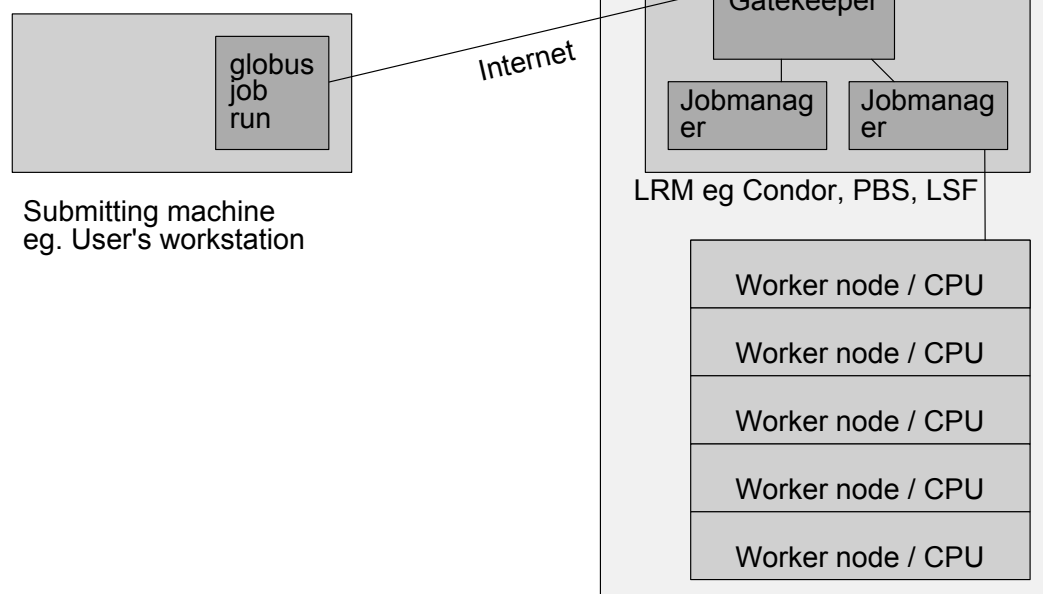 Gatekeeper
globus
job
run
Internet
Jobmanag
er
Jobmanag
er
LRM eg Condor, PBS, LSF
Submitting machine
eg. User's workstation
Worker node / CPU
Worker node / CPU
Worker node / CPU
Worker node / CPU
Worker node / CPU